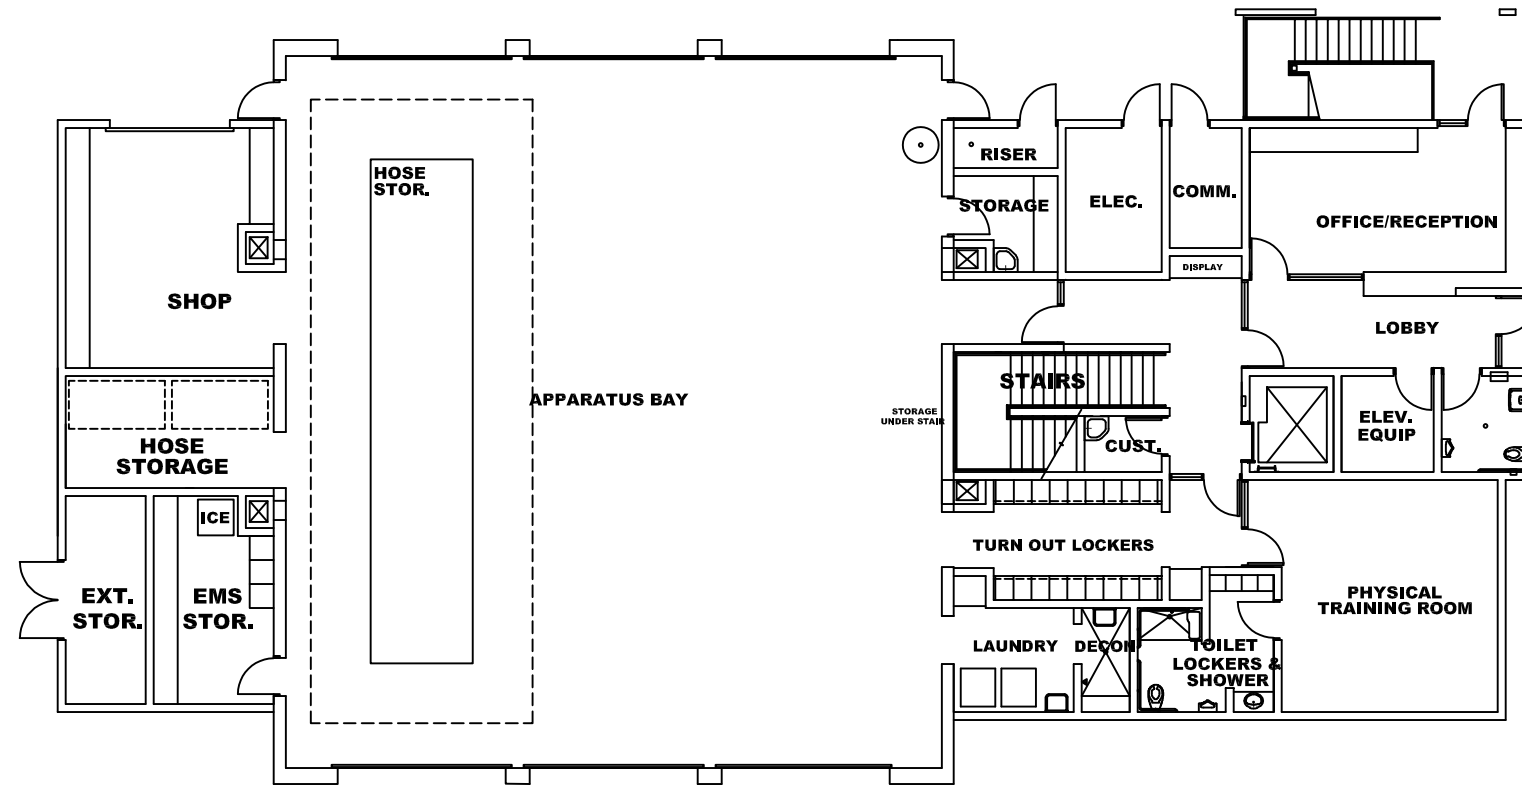 HOSE
STOR.
RISER
STORAGE
ELEC.
COMM.
OFFICE/RECEPTION
DISPLAY
SHOP
LOBBY
STAIRS
APPARATUS BAY
STORAGE
UNDER STAIR
ELEV.
EQUIP
CUST.
HOSE
STORAGE
ICE
TURN OUT LOCKERS
EXT.
STOR.
EMS
STOR.
PHYSICAL
TRAINING ROOM
LAUNDRY
DECON
TOILET
LOCKERS &
SHOWER